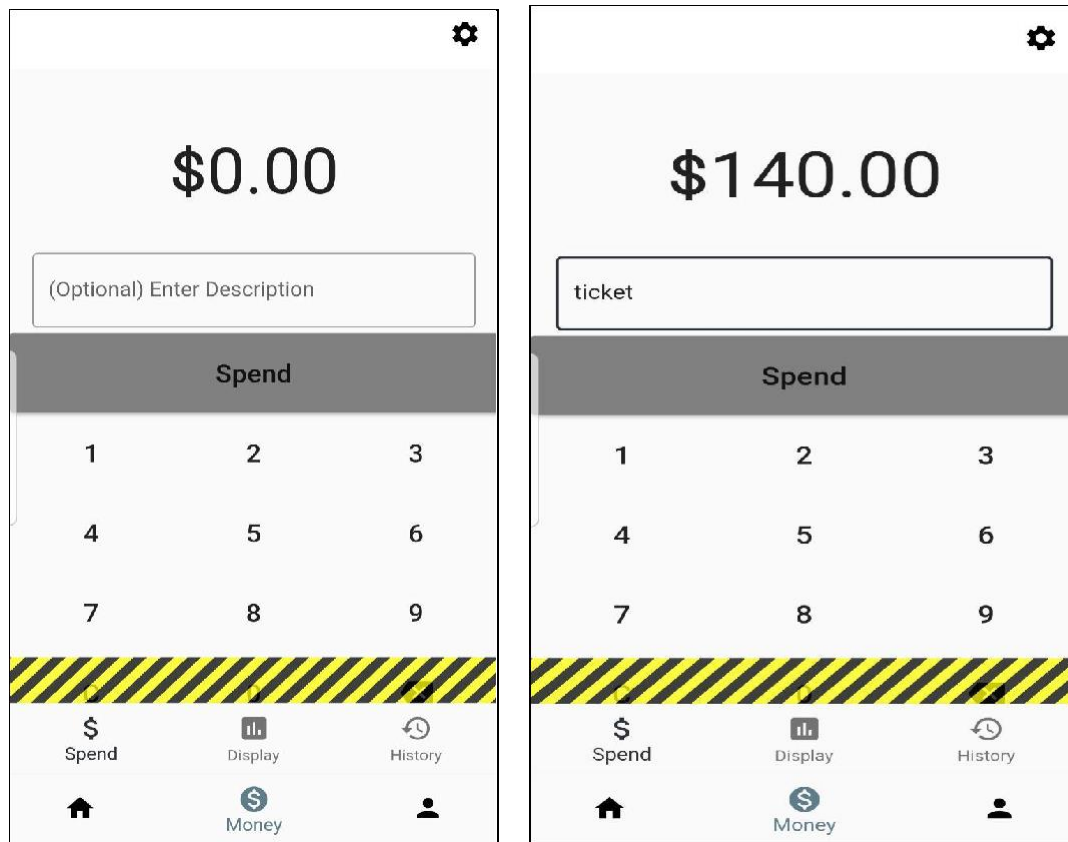 $0.00
(Optional) Enter Description
Spend
1 2 3
4 5 6
7 8 9
Spend Display History
Money
$140.00
ticket
Spend
1 2 3
4 5 6
7 8 9
Spend Display History
Money